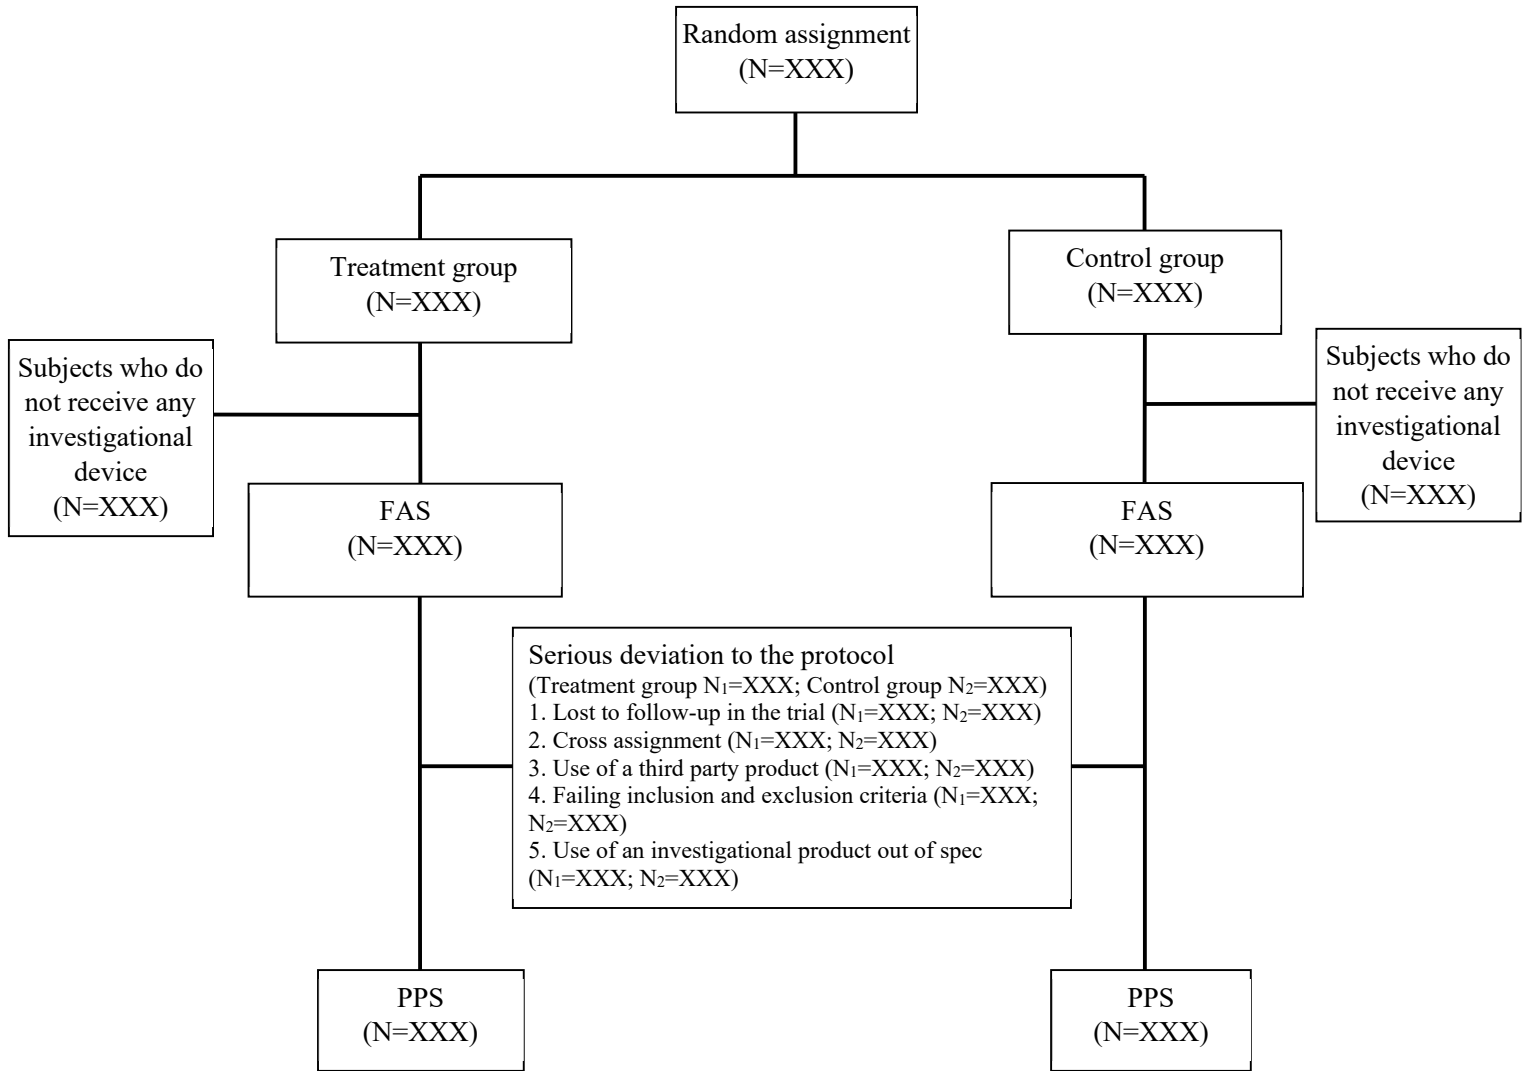 Random assignment
(N=XXX)
Treatment group
(N=XXX)
Control group
(N=XXX)
Subjects who do
not receive any
investigational
device
(N=XXX)
Subjects who do
not receive any
investigational
device
(N=XXX)
FAS
(N=XXX)
FAS
(N=XXX)
Serious deviation to the protocol
(Treatment group N₁=XXX; Control group N₂=XXX)
1. Lost to follow-up in the trial (N₁=XXX; N₂=XXX)
2. Cross assignment (N₁=XXX; N₂=XXX)
3. Use of a third party product (N₁=XXX; N₂=XXX)
4. Failing inclusion and exclusion criteria (N₁=XXX;
N₂=XXX)
5. Use of an investigational product out of spec
(N₁=XXX; N₂=XXX)
PPS
(N=XXX)
PPS
(N=XXX)